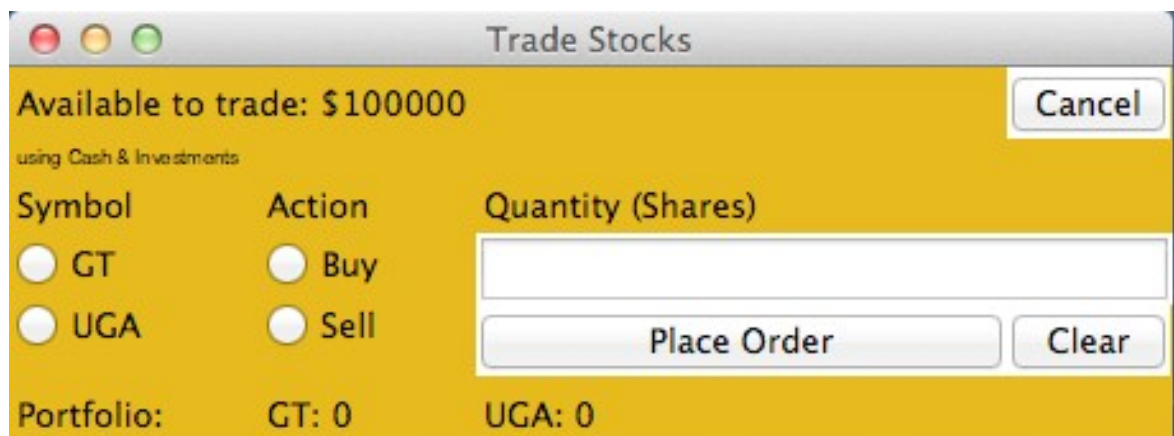 Trade Stocks
Available to trade: $100000 Cancel
using Cash & Investments
Symbol Action Quantity (Shares)
GT Buy
UGA Sell Place Order Clear
Portfolio: GT: 0 UGA: 0